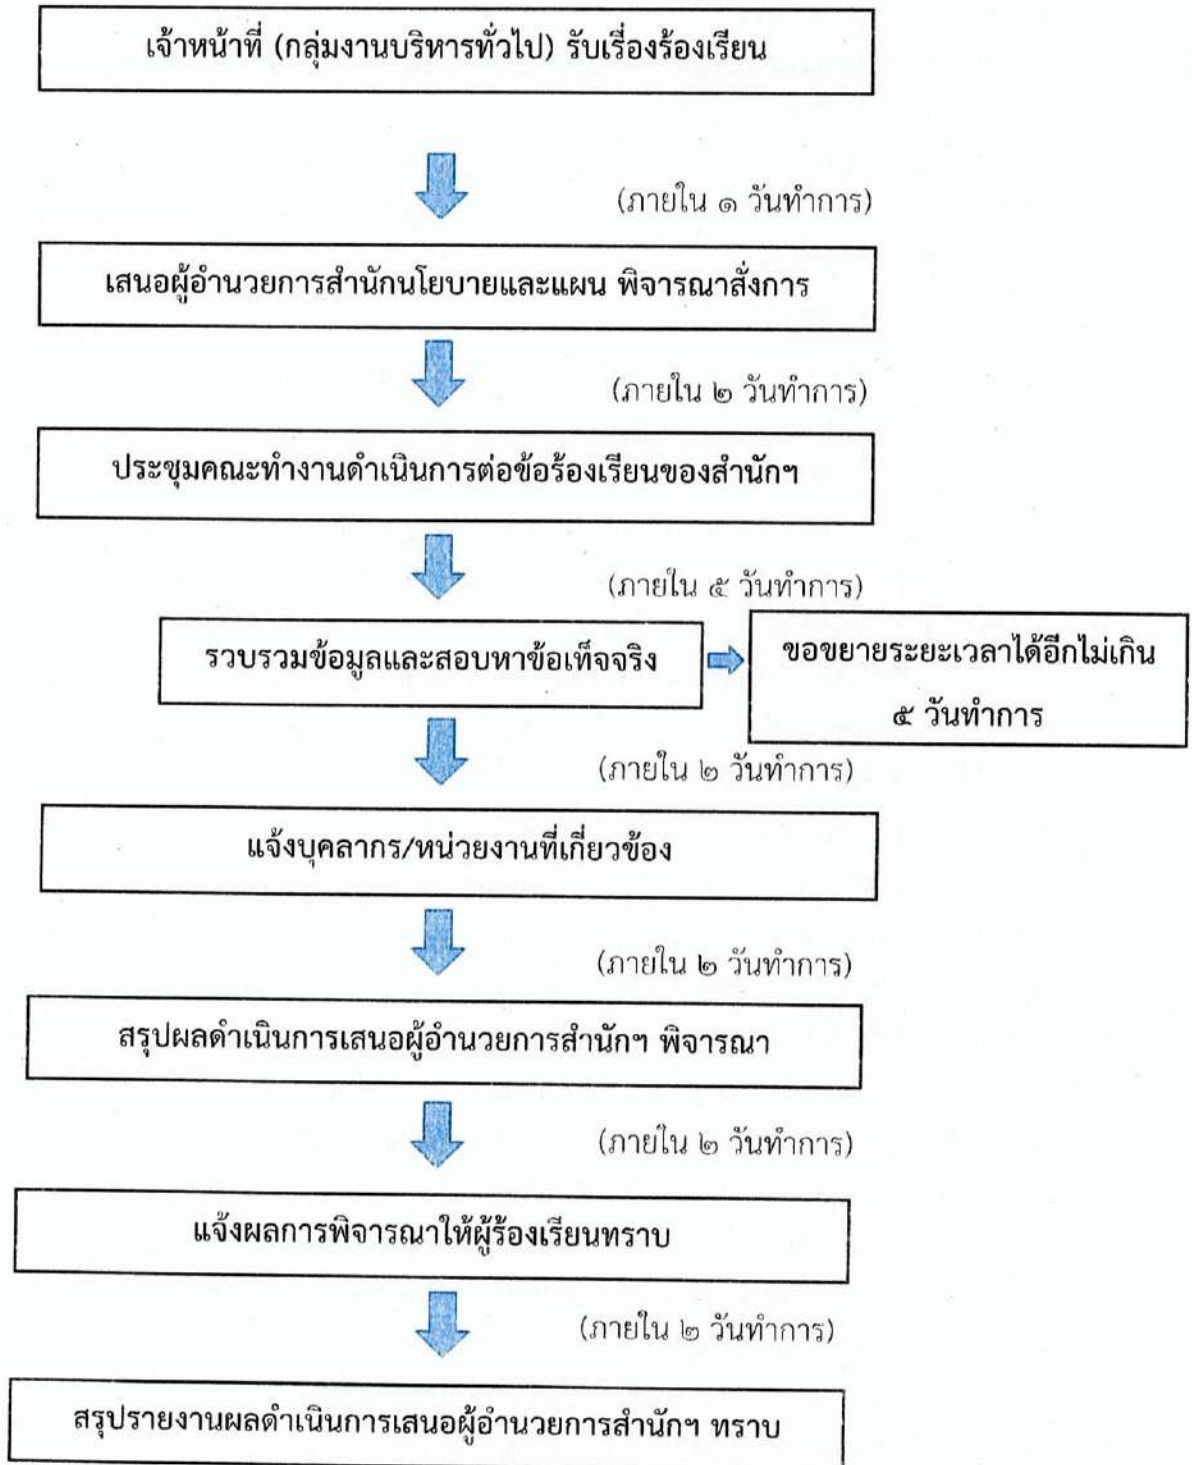 เจ้าหน้าที่ (กลุ่มงานบริหารทั่วไป) รับเรื่องร้องเรียน
(ภายใน ๑ วันทำการ)
เสนอผู้อำนวยการสำนักนโยบายและแผน พิจารณาสั่งการ
(ภายใน ๒ วันทำการ)
ประชุมคณะทำงานดำเนินการต่อข้อร้องเรียนของสำนักฯ
(ภายใน ๕ วันทำการ)
รวบรวมข้อมูลและสอบหาข้อเท็จจริง
ขอขยายระยะเวลาได้อีกไม่เกิน
๕ วันทำการ
(ภายใน ๒ วันทำการ)
แจ้งบุคลากร/หน่วยงานที่เกี่ยวข้อง
(ภายใน ๒ วันทำการ)
สรุปผลดำเนินการเสนอผู้อำนวยการสำนักฯ พิจารณา
(ภายใน ๒ วันทำการ)
แจ้งผลการพิจารณาให้ผู้ร้องเรียนทราบ
(ภายใน ๒ วันทำการ)
สรุปรายงานผลดำเนินการเสนอผู้อำนวยการสำนักฯ ทราบ